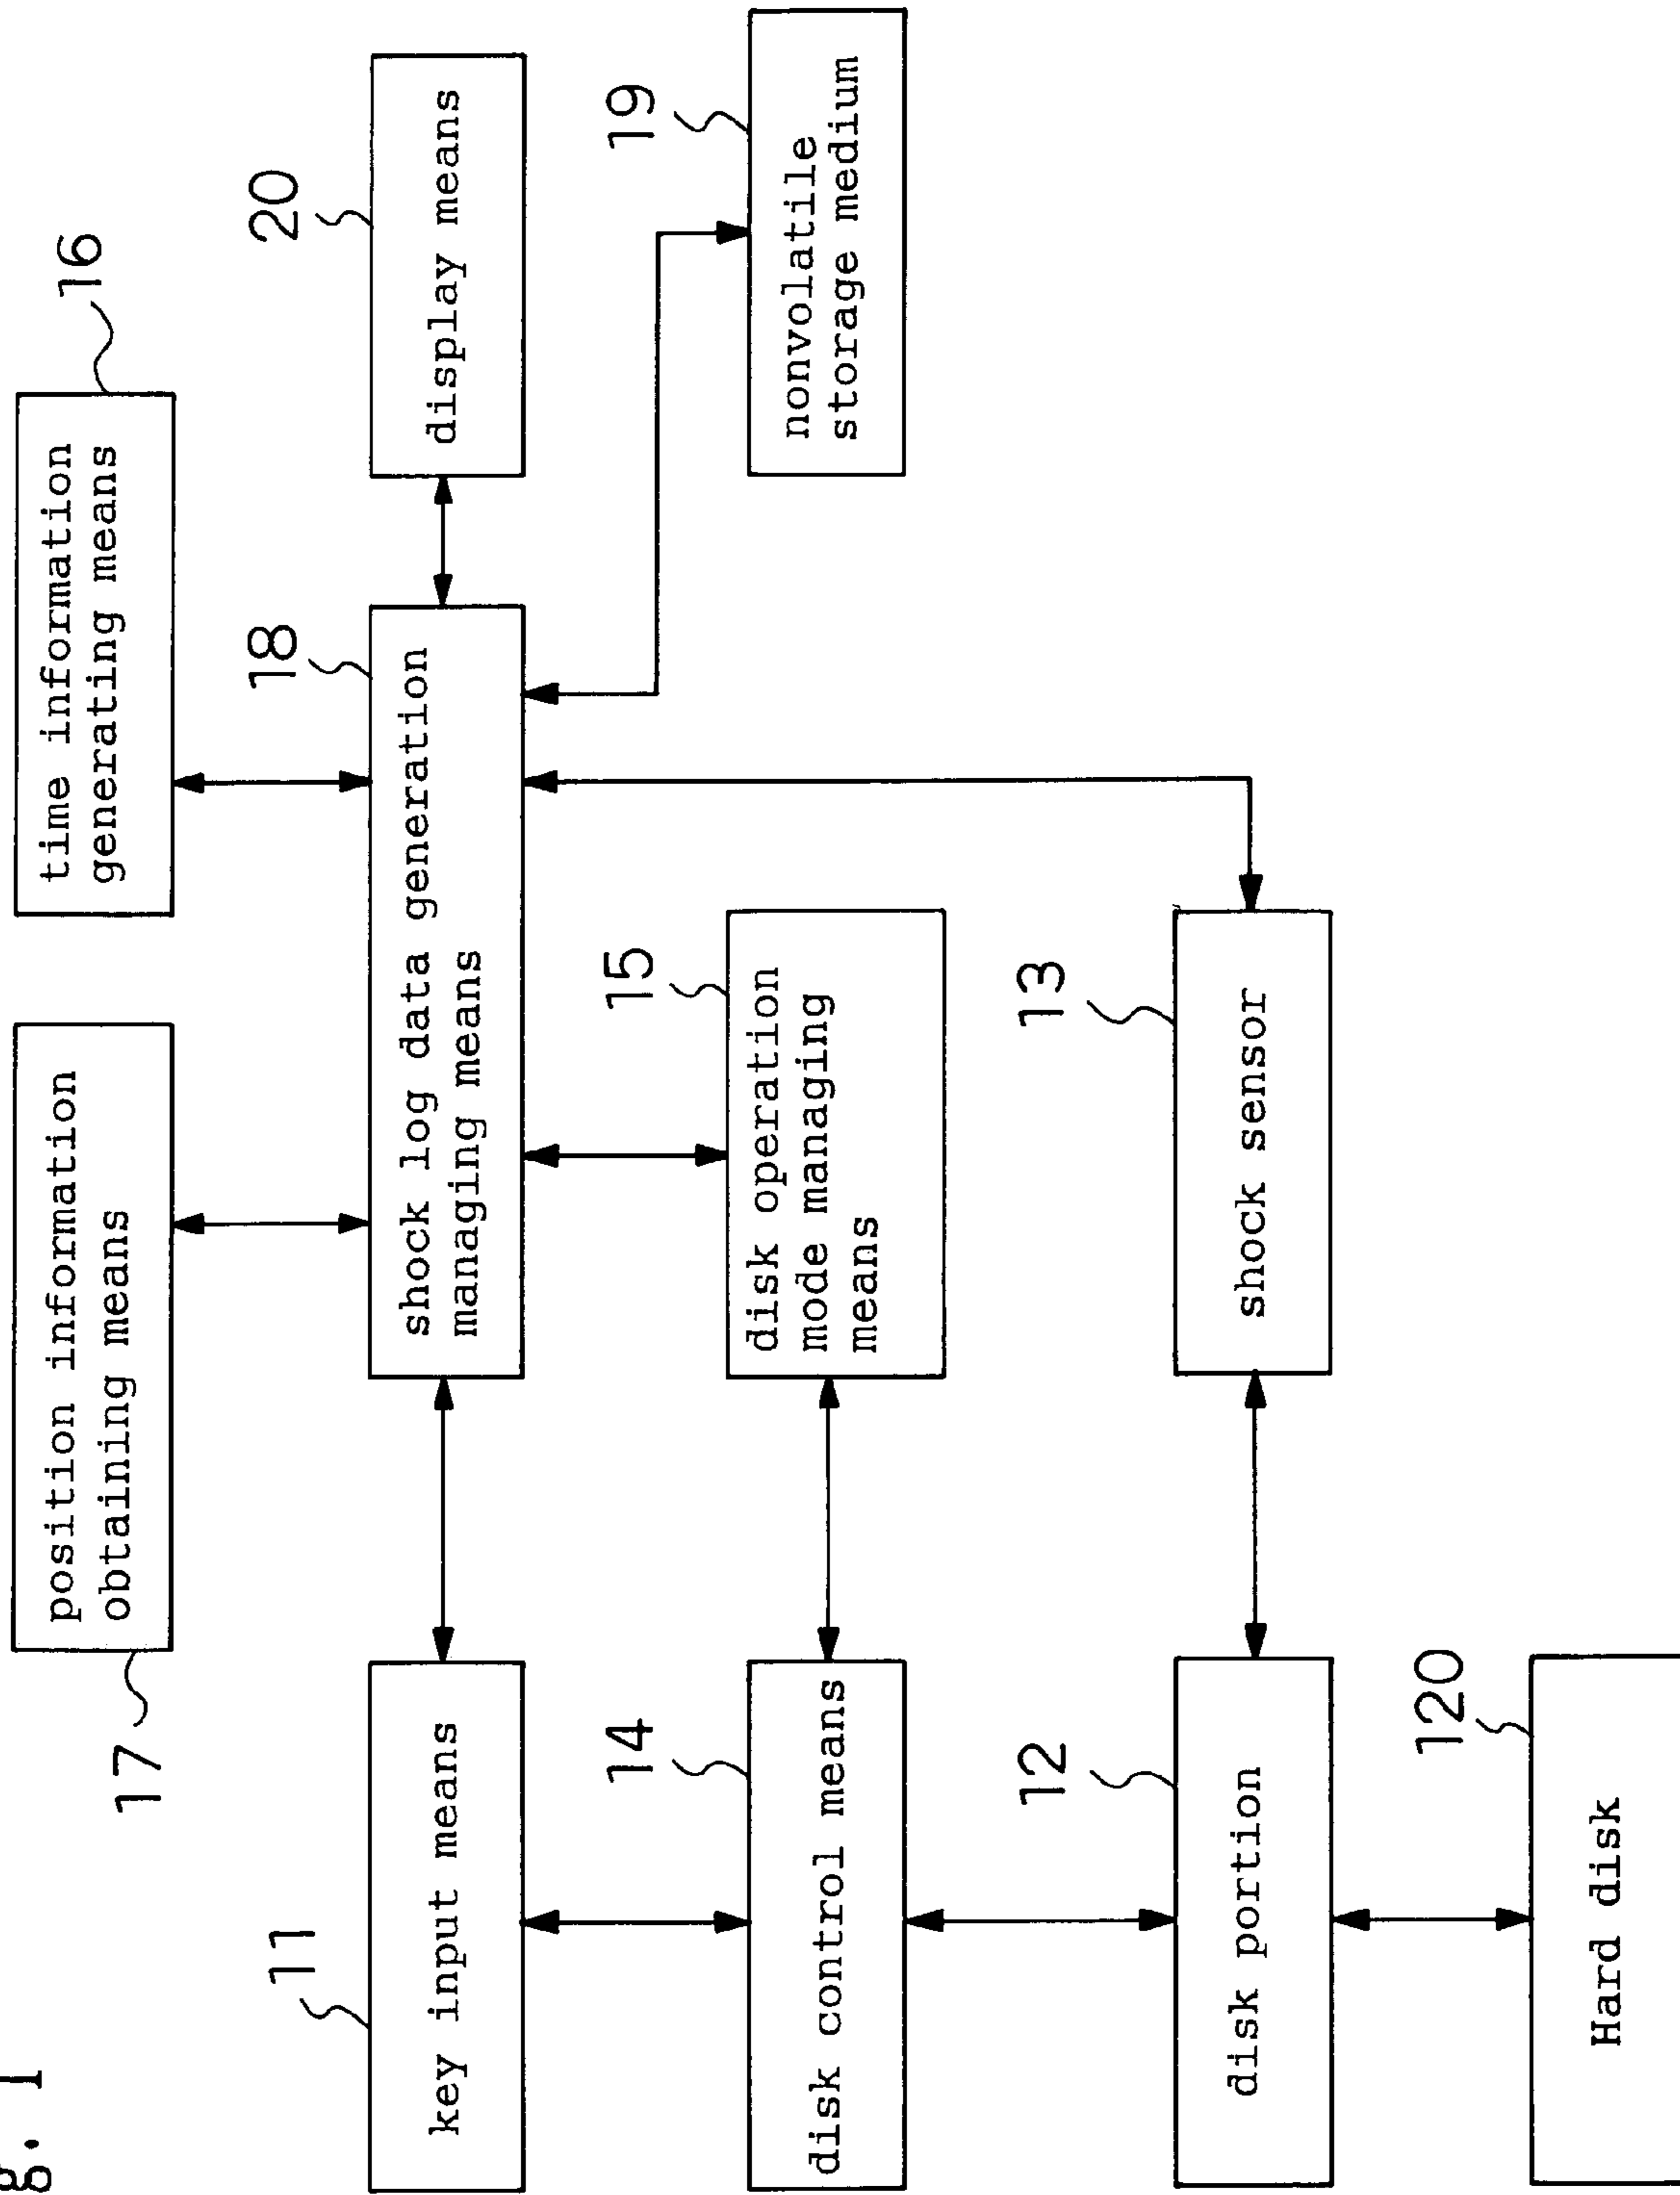 g. 1
17
position information
obtaining means
time information
generating means
16
11
key input means
18
shock log data generation
managing means
20
display means
14
disk control means
15
disk operation
mode managing
means
19
nonvolatile
storage medium
12
disk portion
13
shock sensor
120
Hard disk